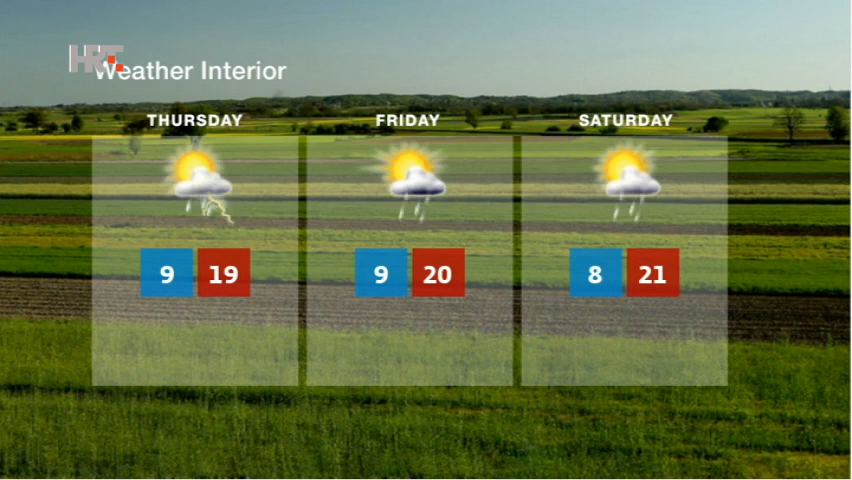 HRT
Weather Interior
THURSDAY
FRIDAY
SATURDAY
9 19
9 20
8 21